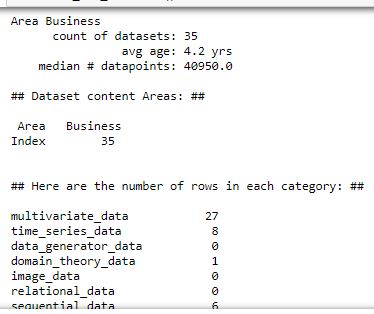 Area Business
count of datasets: 35
avg age: 4.2 yrs
median # datapoints: 40950.0
## Dataset content Areas: ##
Area Business
Index 35
## Here are the number of rows in each category: ##
multivariate_data 27
time_series_data 8
data_generator_data 0
domain_theory_data 1
image_data 0
relational_data 0
sequential_data 6